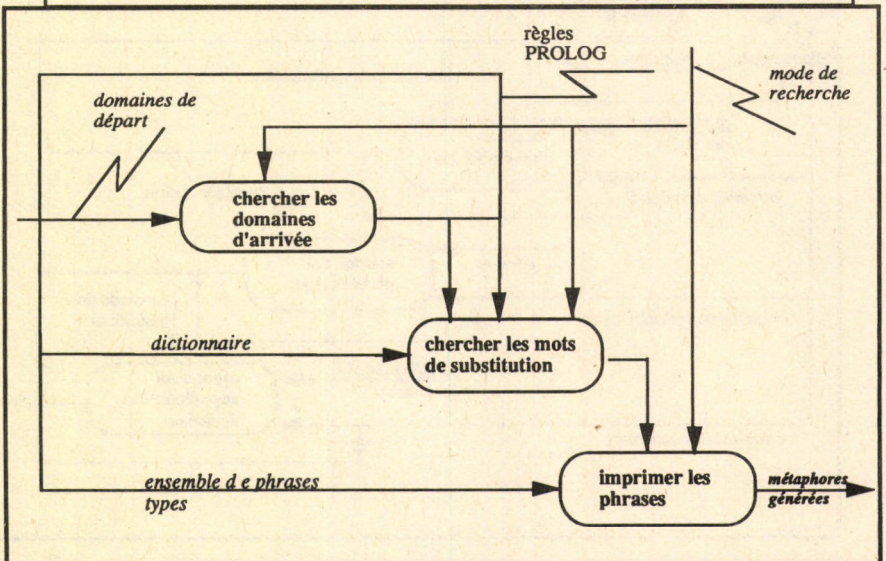 règles
PROLOG
mode de
recherche
domaines de
départ
chercher les
domaines
d'arrivée
dictionnaire
chercher les mots
de substitution
ensemble d e phrases
types
imprimer les
phrases
métaphores
générées